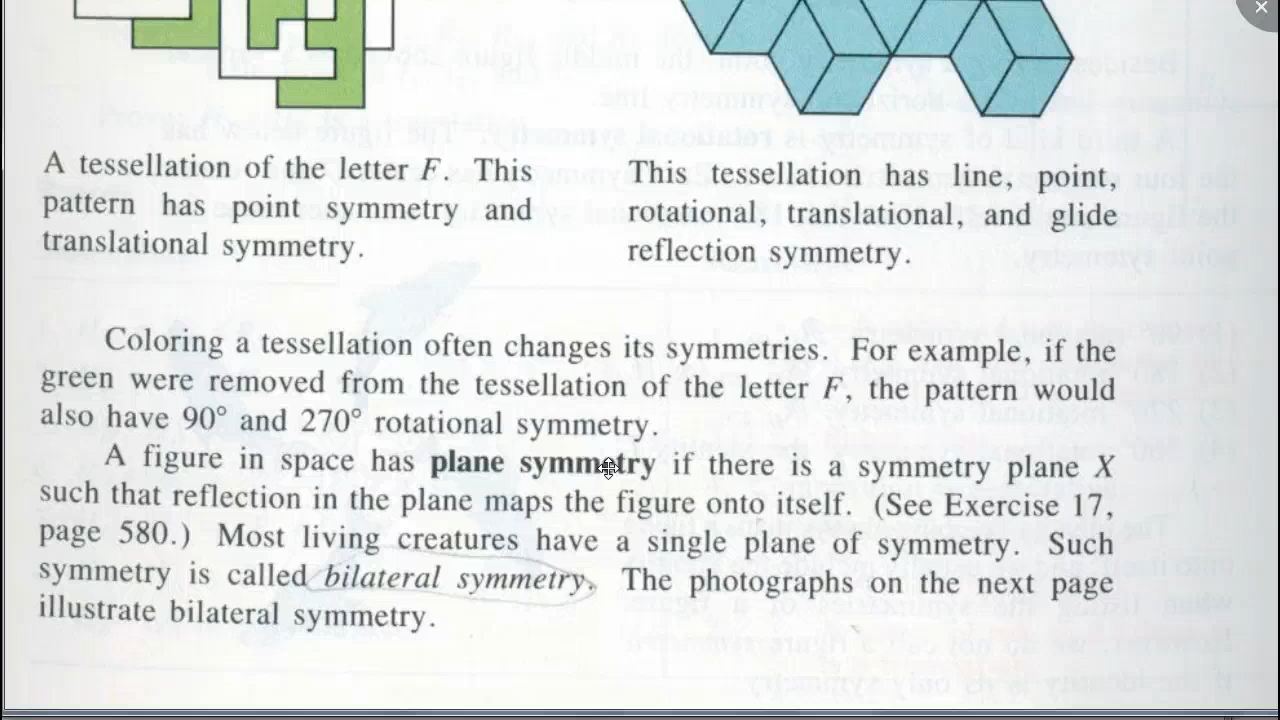 A tessellation of the letter F. This
pattern has point symmetry and
translational symmetry.
This tessellation has line, point,
rotational, translational, and glide
reflection symmetry.
Coloring a tessellation often changes its symmetries. For example, if the
green were removed from the tessellation of the letter F, the pattern would
also have 90° and 270° rotational symmetry.
A figure in space has plane symmetry if there is a symmetry plane X
such that reflection in the plane maps the figure onto itself. (See Exercise 17,
page 580.) Most living creatures have a single plane of symmetry. Such
symmetry is called bilateral symmetry. The photographs on the next page
illustrate bilateral symmetry.